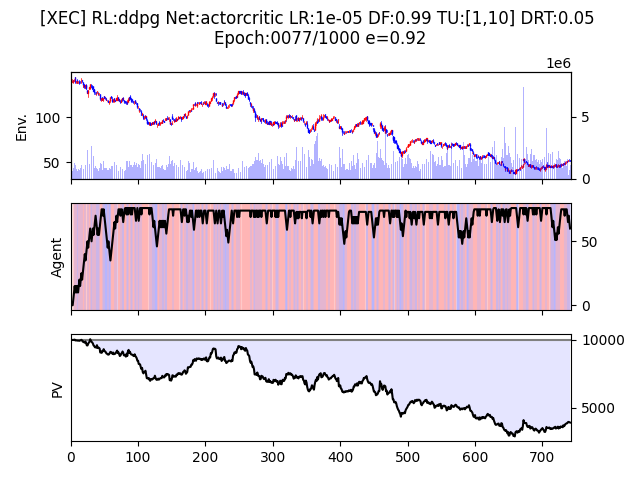 [XEC] RL:ddpg Net:actorcritic LR:1e-05 DF:0.99 TU:[1,10] DRT:0.05
Epoch:0077/1000 e=0.92
1e6
Env.
100
50
5
0
Agent
50
0
PV
10000
5000
0 100 200 300 400 500 600 700